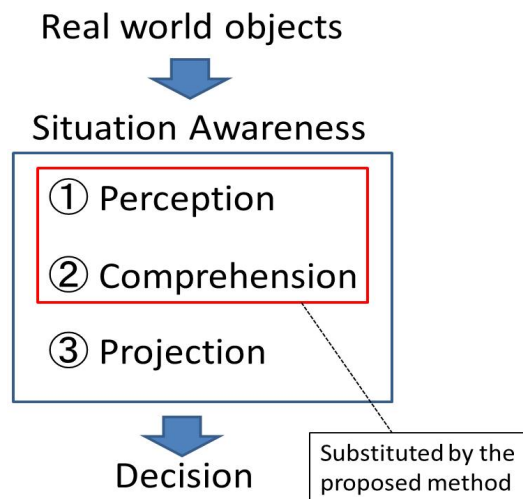 Real world objects
Situation Awareness
① Perception
② Comprehension
③ Projection
Decision
Substituted by the
proposed method